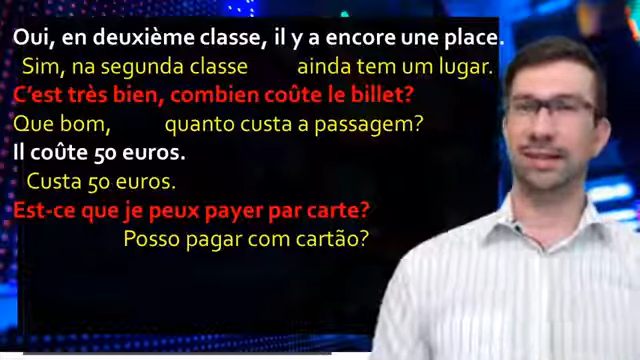 Oui, en deuxième classe, il y a encore une place.
Sim, na segunda classe ainda tem um lugar.
C'est très bien, combien coûte le billet?
Que bom, quanto custa a passagem?
Il coûte 50 euros.
Custa 50 euros.
Est-ce que je peux payer par carte?
Posso pagar com cartão?